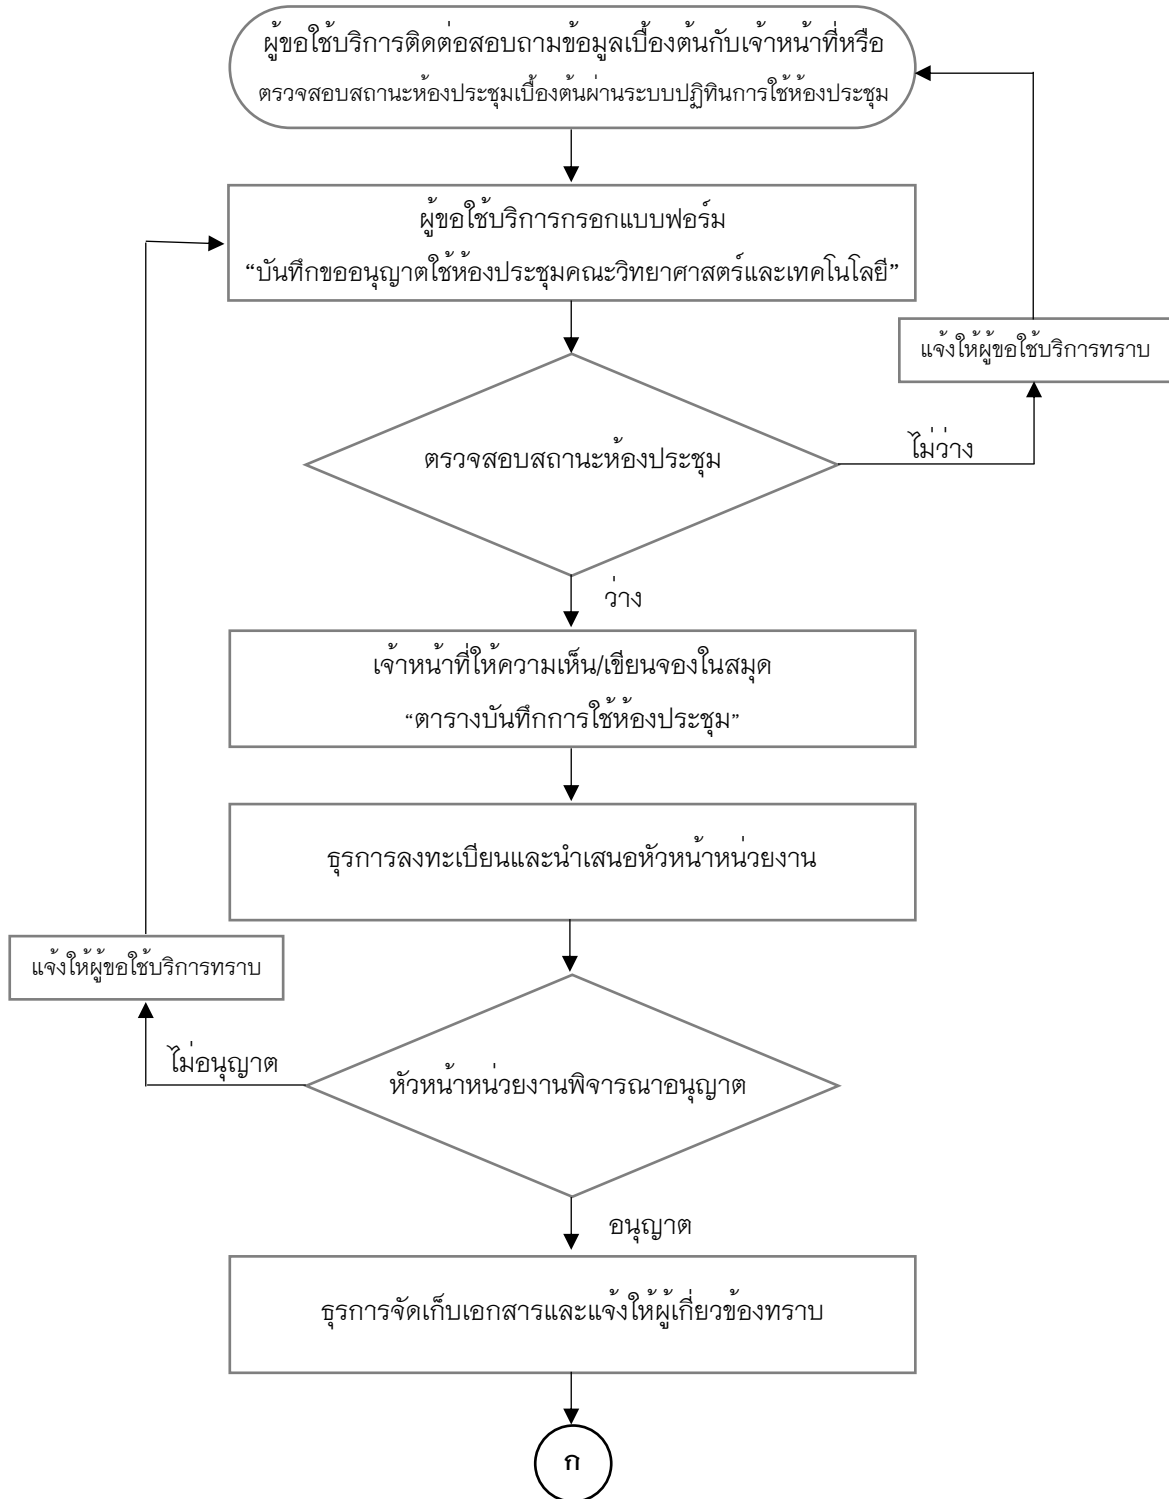 ผู้ขอใช้บริการติดต่อสอบถามข้อมูลเบื้องต้นกับเจ้าหน้าที่หรือ
ตรวจสอบสถานะห้องประชุมเบื้องต้นผ่านระบบปฏิทินการใช้ห้องประชุม
ผู้ขอใช้บริการกรอกแบบฟอร์ม
“บันทึกขออนุญาตใช้ห้องประชุมคณะวิทยาศาสตร์และเทคโนโลยี”
แจ้งให้ผู้ขอใช้บริการทราบ
ตรวจสอบสถานะห้องประชุม
ไม่ว่าง
ว่าง
เจ้าหน้าที่ให้ความเห็น/เขียนจองในสมุด
“ตารางบันทึกการใช้ห้องประชุม”
ธุรการลงทะเบียนและนำเสนอหัวหน้าหน่วยงาน
แจ้งให้ผู้ขอใช้บริการทราบ
ไม่อนุญาต
หัวหน้าหน่วยงานพิจารณาอนุญาต
อนุญาต
ธุรการจัดเก็บเอกสารและแจ้งให้ผู้เกี่ยวข้องทราบ
ก